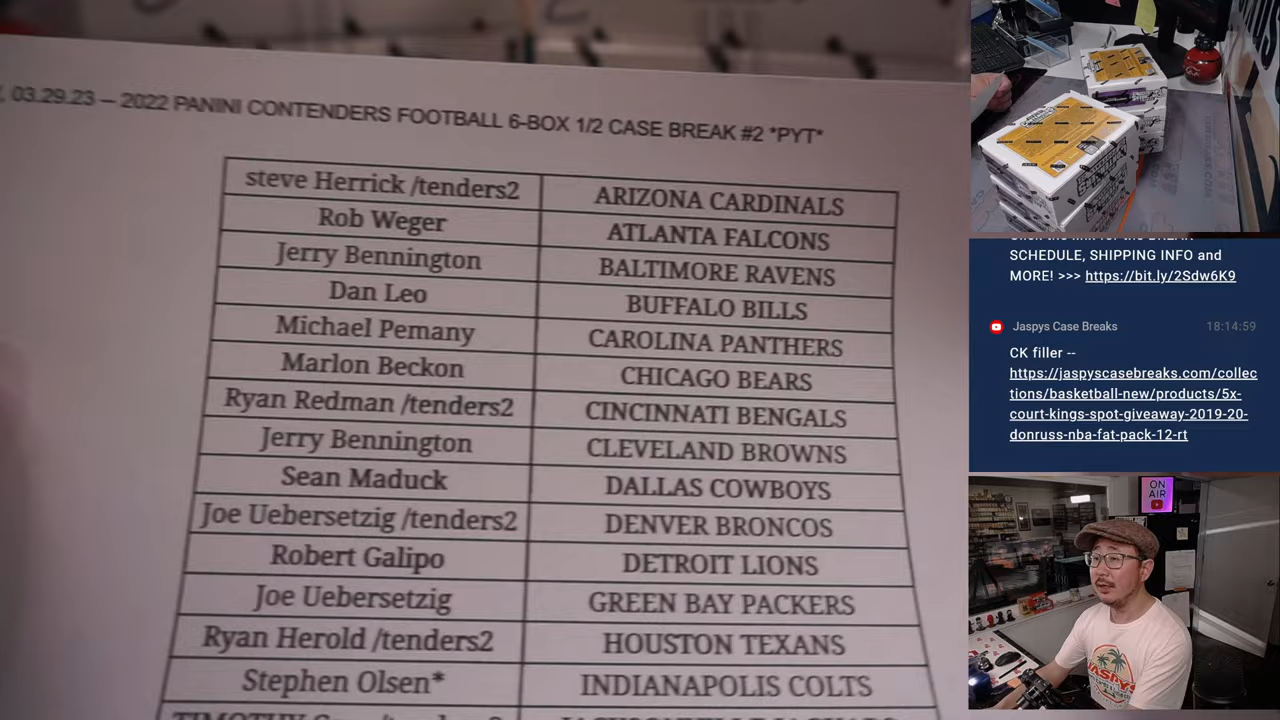 03.29.23 – 2022 PANINI CONTENDERS FOOTBALL 6-BOX 1/2 CASE BREAK #2 *PYT*
steve Herrick /tenders2 ARIZONA CARDINALS
Rob Weger ATLANTA FALCONS
Jerry Bennington BALTIMORE RAVENS
Dan Leo BUFFALO BILLS
Michael Pemany CAROLINA PANTHERS
Marlon Beckon CHICAGO BEARS
Ryan Redman /tenders2 CINCINNATI BENGALS
Jerry Bennington CLEVELAND BROWNS
Sean Maduck DALLAS COWBOYS
Joe Uebersetzig /tenders2 DENVER BRONCOS
Robert Galipo DETROIT LIONS
Joe Uebersetzig GREEN BAY PACKERS
Ryan Herold /tenders2 HOUSTON TEXANS
Stephen Olsen* INDIANAPOLIS COLTS
SCHEDULE, SHIPPING INFO and
MORE! >>> https://bit.ly/2Sdw6K9
Jaspys Case Breaks 18:14:59
CK filler --
https://jaspyscasebreaks.com/collec
tions/basketball-new/products/5x-
court-kings-spot-giveaway-2019-20-
donruss-nba-fat-pack-12-rt
ON
AIR
JASPYS